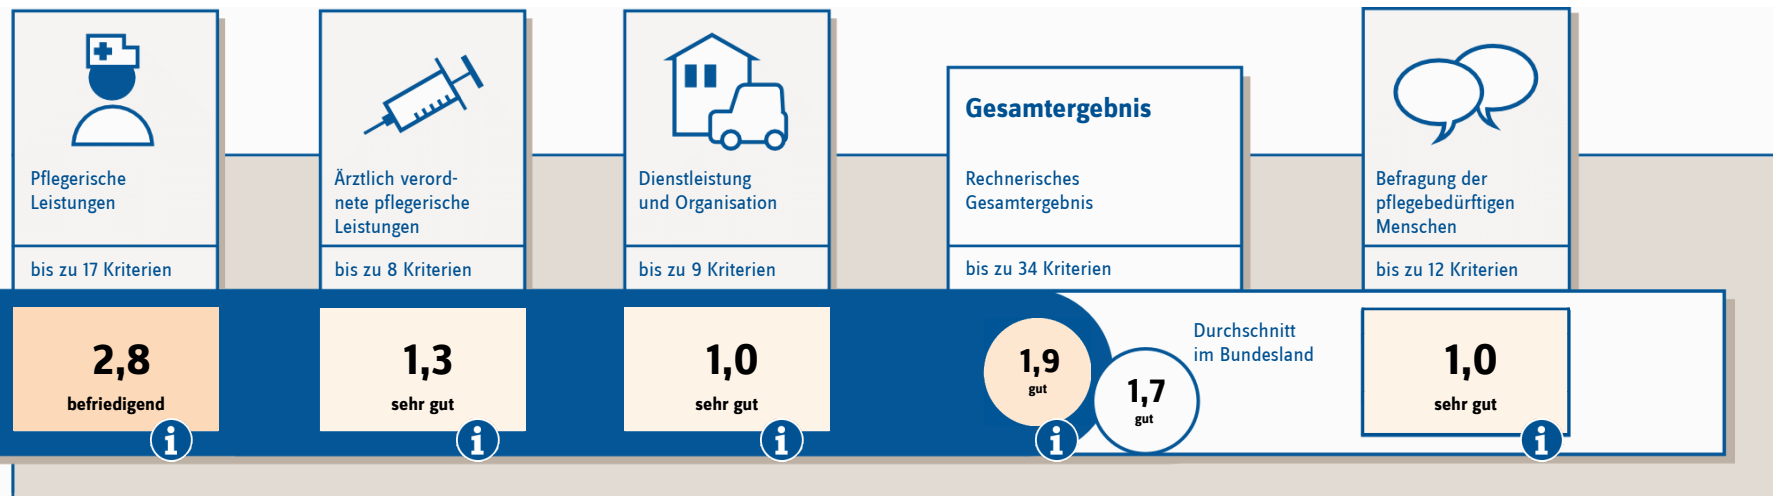 Pflegerische
Leistungen
bis zu 17 Kriterien
2,8
befriedigend
i
Ärztlich verord-
nete pflegerische
Leistungen
bis zu 8 Kriterien
1,3
sehr gut
i
Dienstleistung
und Organisation
bis zu 9 Kriterien
1,0
sehr gut
i
Gesamtergebnis
Rechnerisches
Gesamtergebnis
bis zu 34 Kriterien
1,9
gut
i
1,7
gut
Durchschnitt
im Bundesland
Befragung der
pflegebedürftigen
Menschen
bis zu 12 Kriterien
1,0
sehr gut
i